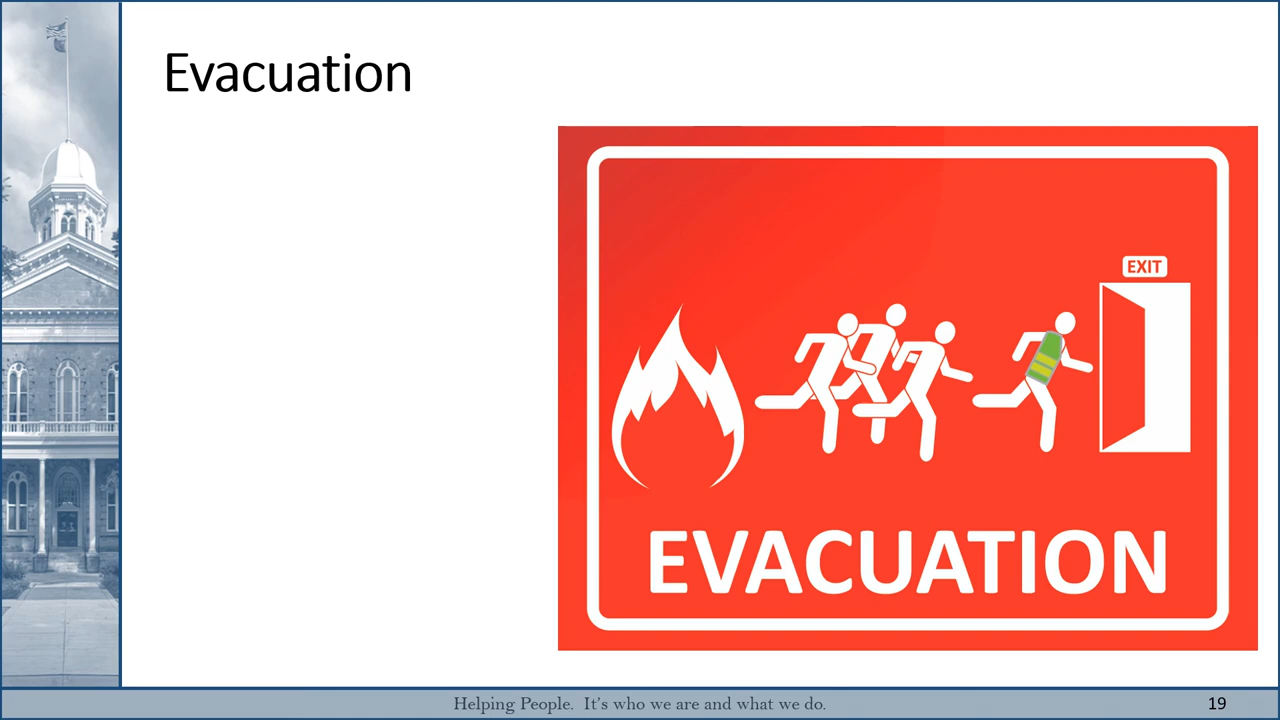 Evacuation
EXIT
EVACUATION
Helping People. It's who we are and what we do.
19